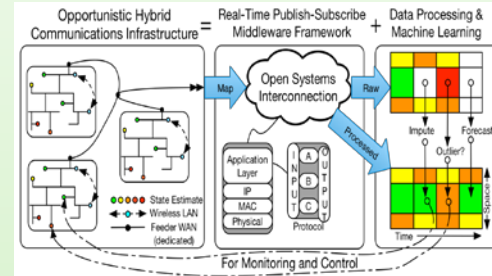 Opportunistic Hybrid
Communications Infrastructure
=
Real-Time Publish-Subscribe
Middleware Framework
+
Data Processing &
Machine Learning
Map
Open Systems
Interconnection
Raw
Processed
Application
Layer
IP
MAC
Physical
INPUT
A
B
C
OUTPUT
Protocol
Impute
Forecast
Outlier?
Space
Time
State Estimate
Wireless LAN
Feeder WAN
(dedicated)
For Monitoring and Control